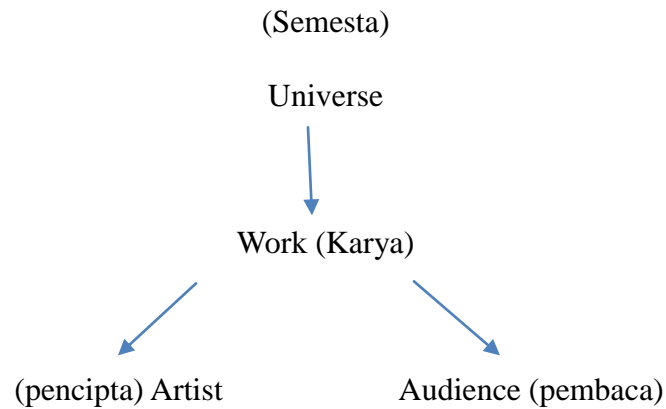 (Semesta)
Universe
Work (Karya)
(pencipta) Artist
Audience (pembaca)